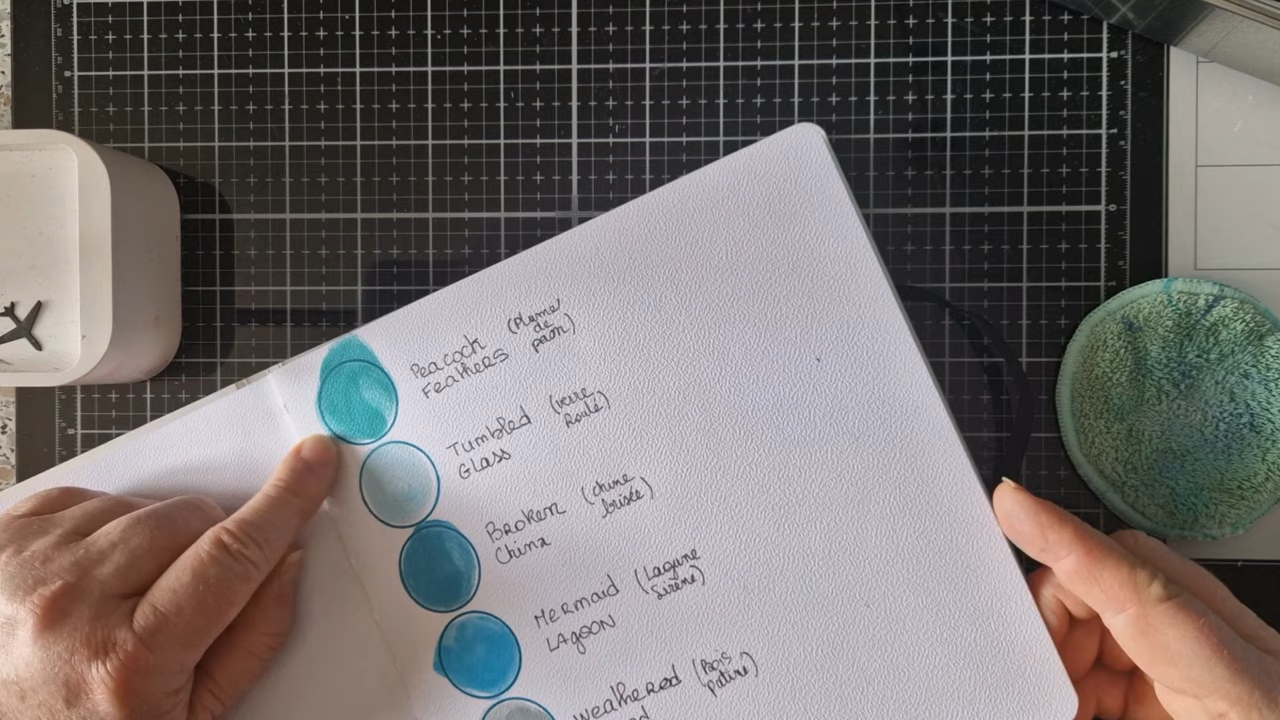 Peacock (Plume
Feathers de
paon)
Tumbled (verre
Glass Roulé)
Broken (chine
China brisée)
Mermaid (Lagune
Lagoon Sirène)
Weathered (Bois
patiné)